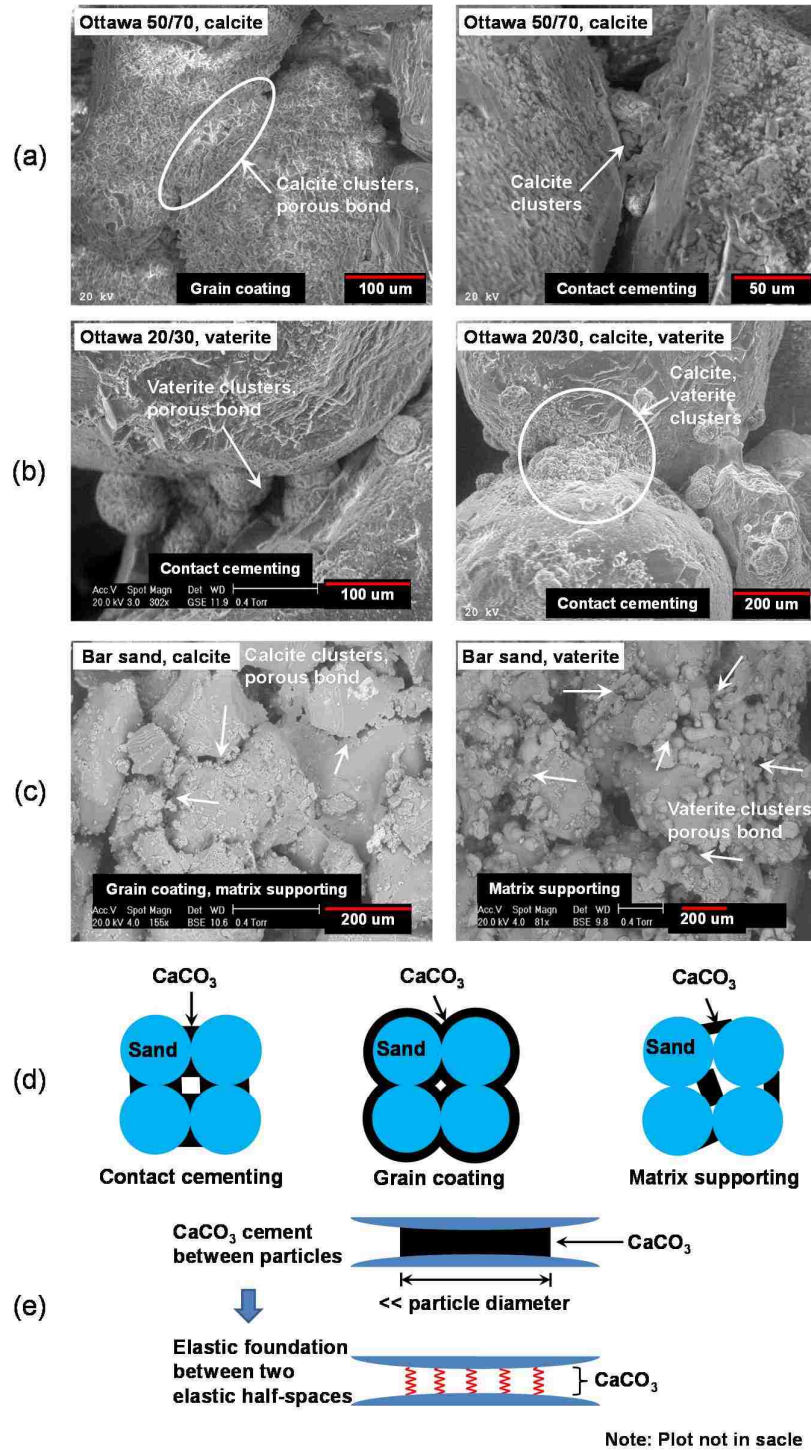 (a)
Ottawa 50/70, calcite
Calcite clusters,
porous bond
20 kV
Grain coating
100 um
Ottawa 50/70, calcite
Calcite
clusters
20 kV
Contact cementing
50 um
(b)
Ottawa 20/30, vaterite
Vaterite clusters,
porous bond
Contact cementing
Acc.V Spot Magn Det WD
20.0 kV 3.0 302x GSE 11.9 0.4 Torr
100 um
Ottawa 20/30, calcite, vaterite
Calcite,
vaterite
clusters
20 kV
Contact cementing
200 um
(c)
Bar sand, calcite
Calcite clusters,
porous bond
Grain coating, matrix supporting
Acc.V Spot Magn Det WD
20.0 kV 4.0 155x BSE 10.6 0.4 Torr
200 um
Bar sand, vaterite
Vaterite clusters,
porous bond
Matrix supporting
Acc.V Spot Magn Det WD
20.0 kV 4.0 81x BSE 9.8 0.4 Torr
200 um
(d)
CaCO₃
Sand
Contact cementing
CaCO₃
Sand
Grain coating
CaCO₃
Sand
Matrix supporting
(e)
CaCO₃ cement
between particles
CaCO₃
<< particle diameter
Elastic foundation
between two
elastic half-spaces
CaCO₃
Note: Plot not in sacle